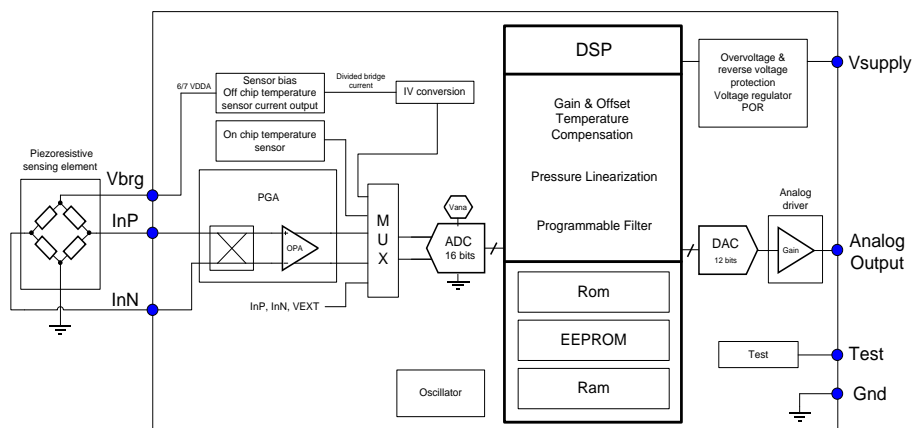 Piezoresistive
sensing element
Vbrg
InP
InN
6/7 VDDA
Sensor bias
Off chip temperature
sensor current output
Divided bridge
current
IV conversion
On chip temperature
sensor
PGA
OPA
+
−
M
U
X
InP, InN, VEXT
Vana
ADC
16 bits
Oscillator
DSP
Gain & Offset
Temperature
Compensation
Pressure Linearization
Programmable Filter
Rom
EEPROM
Ram
Overvoltage &
reverse voltage
protection
Voltage regulator
POR
Vsupply
DAC
12 bits
Analog
driver
Gain
Analog
Output
Test
Test
Gnd